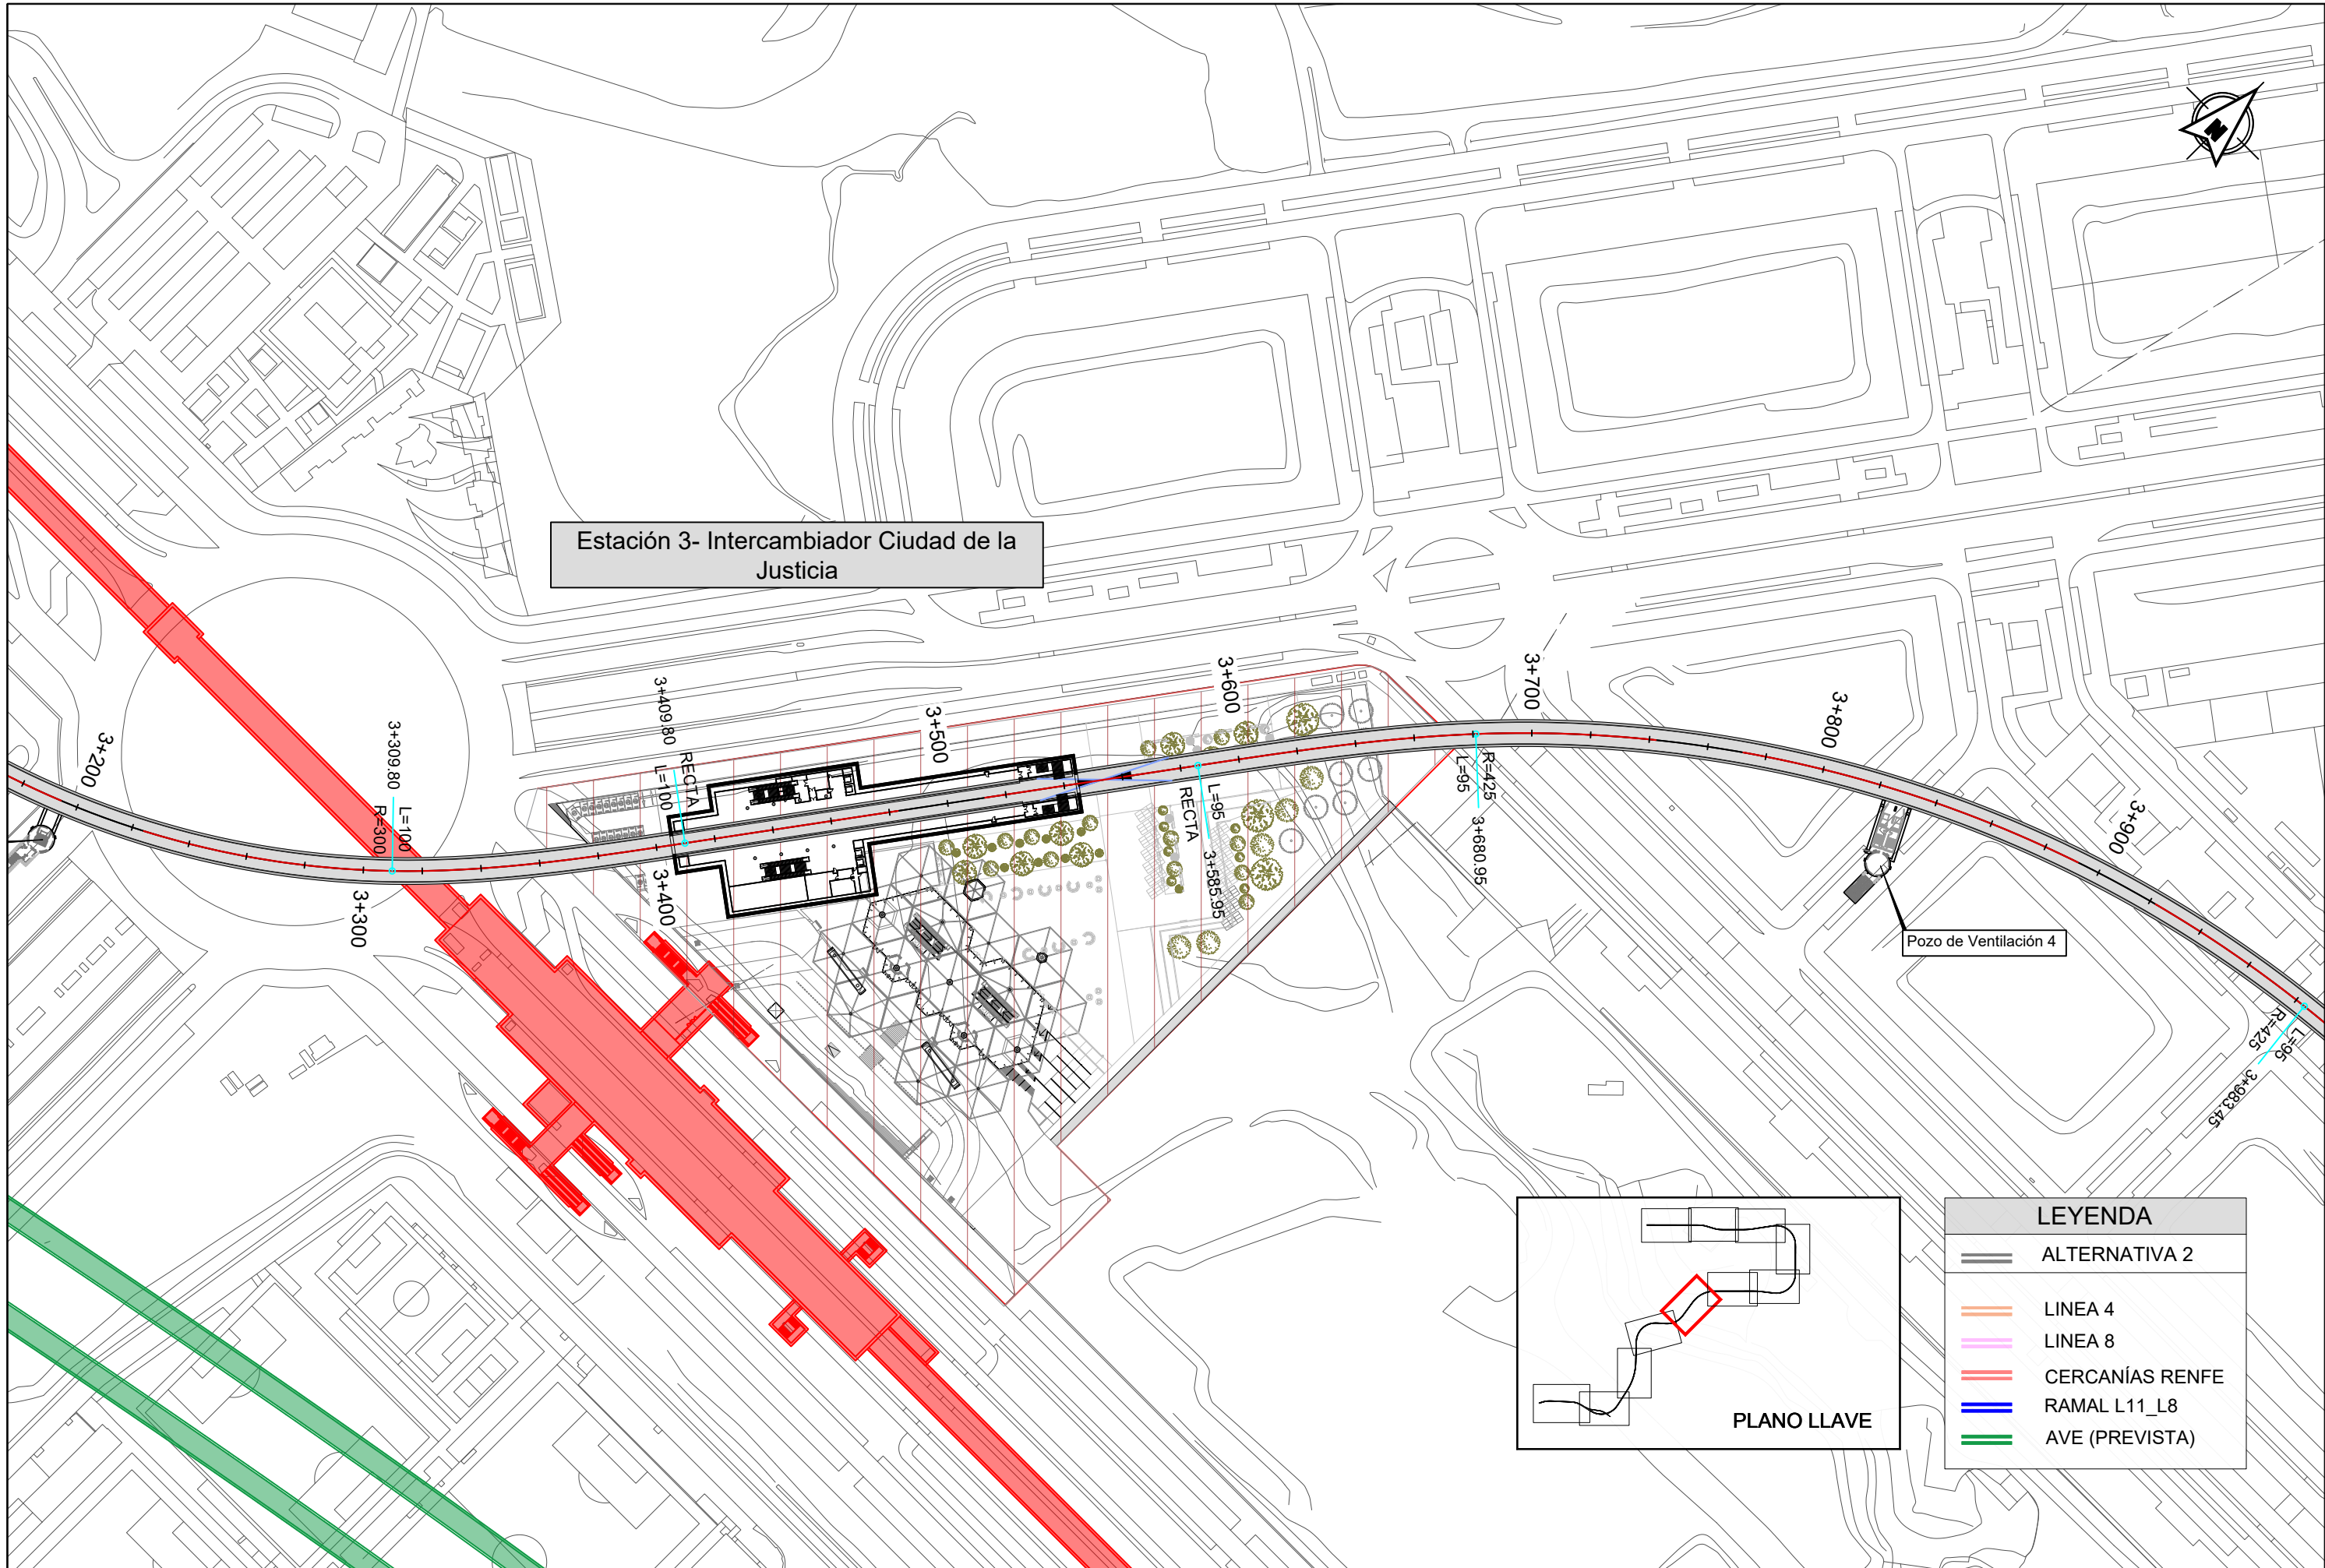 N
Estación 3- Intercambiador Ciudad de la
Justicia
3+200
3+309.80
R=300
L=100
3+300
3+409.80
RECTA
L=100
3+400
3+500
3+600
L=95
RECTA
3+585.95
3+700
R=425
L=95
3+680.95
3+800
3+900
Pozo de Ventilación 4
L=95
R=425
3+983.45
PLANO LLAVE
LEYENDA
ALTERNATIVA 2
LINEA 4
LINEA 8
CERCANÍAS RENFE
RAMAL L11_L8
AVE (PREVISTA)